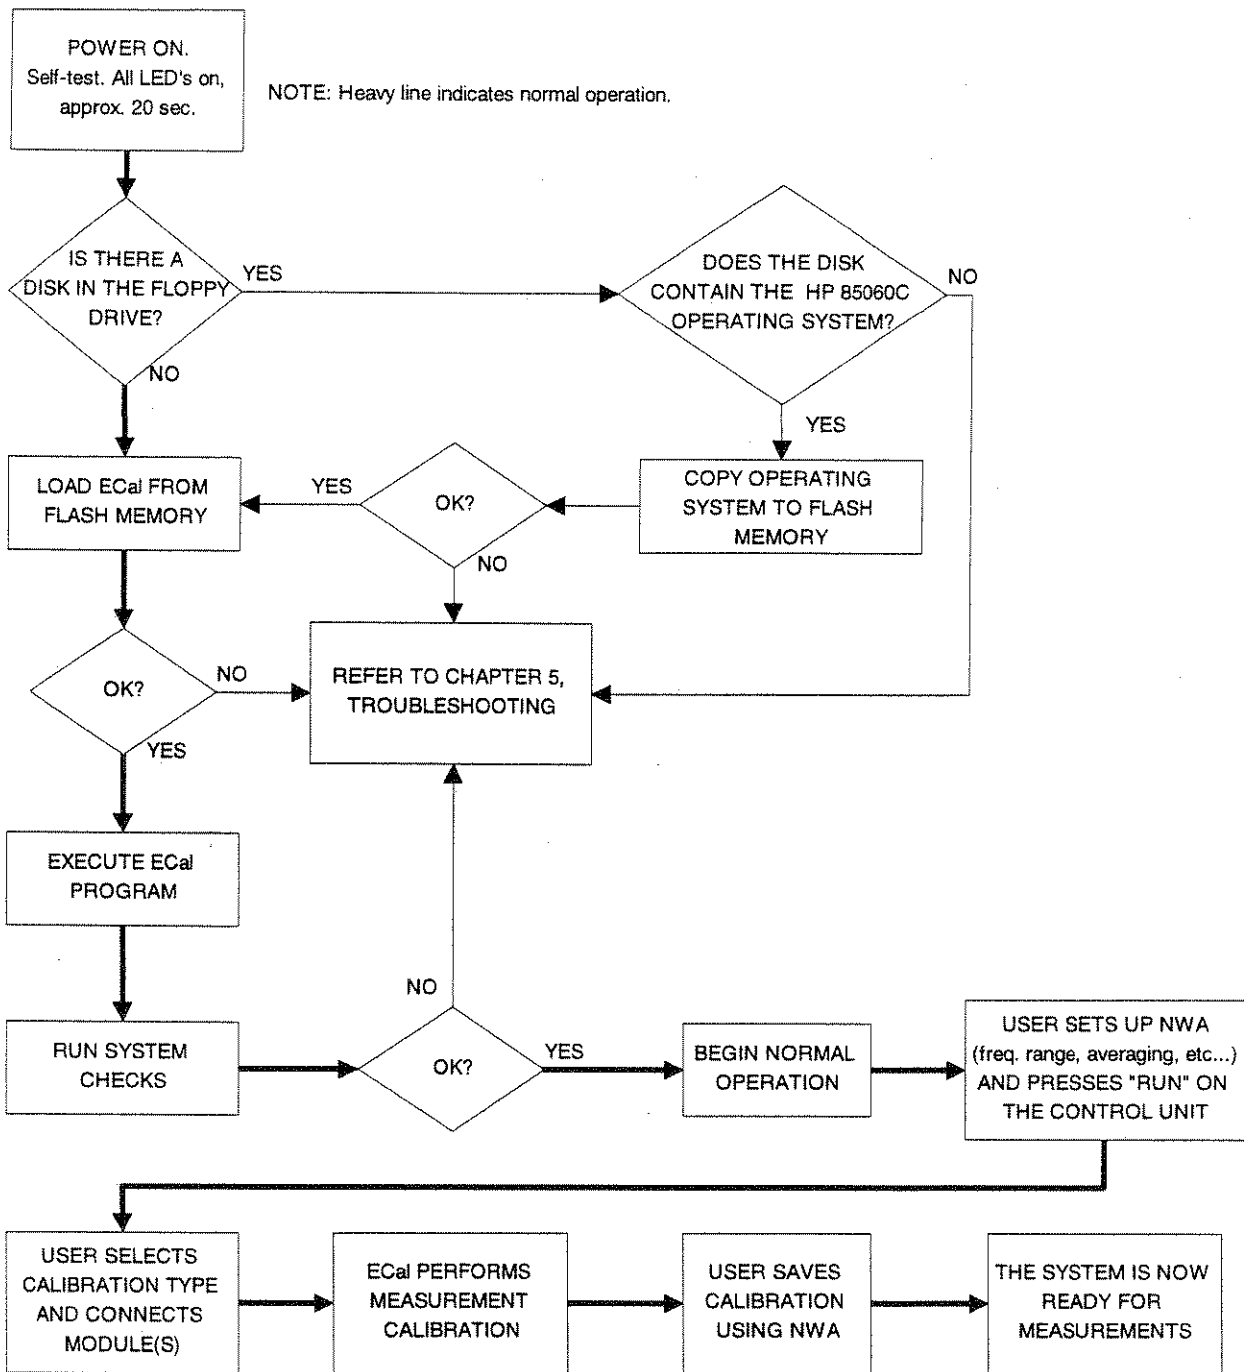 POWER ON.
Self-test. All LED's on,
approx. 20 sec.
NOTE: Heavy line indicates normal operation.
IS THERE A
DISK IN THE FLOPPY
DRIVE?
YES
NO
DOES THE DISK
CONTAIN THE HP 85060C
OPERATING SYSTEM?
NO
YES
LOAD ECal FROM
FLASH MEMORY
YES
OK?
NO
COPY OPERATING
SYSTEM TO FLASH
MEMORY
OK?
NO
YES
REFER TO CHAPTER 5,
TROUBLESHOOTING
EXECUTE ECal
PROGRAM
RUN SYSTEM
CHECKS
NO
OK?
YES
BEGIN NORMAL
OPERATION
USER SETS UP NWA
(freq. range, averaging, etc...)
AND PRESSES "RUN" ON
THE CONTROL UNIT
USER SELECTS
CALIBRATION TYPE
AND CONNECTS
MODULE(S)
ECal PERFORMS
MEASUREMENT
CALIBRATION
USER SAVES
CALIBRATION
USING NWA
THE SYSTEM IS NOW
READY FOR
MEASUREMENTS